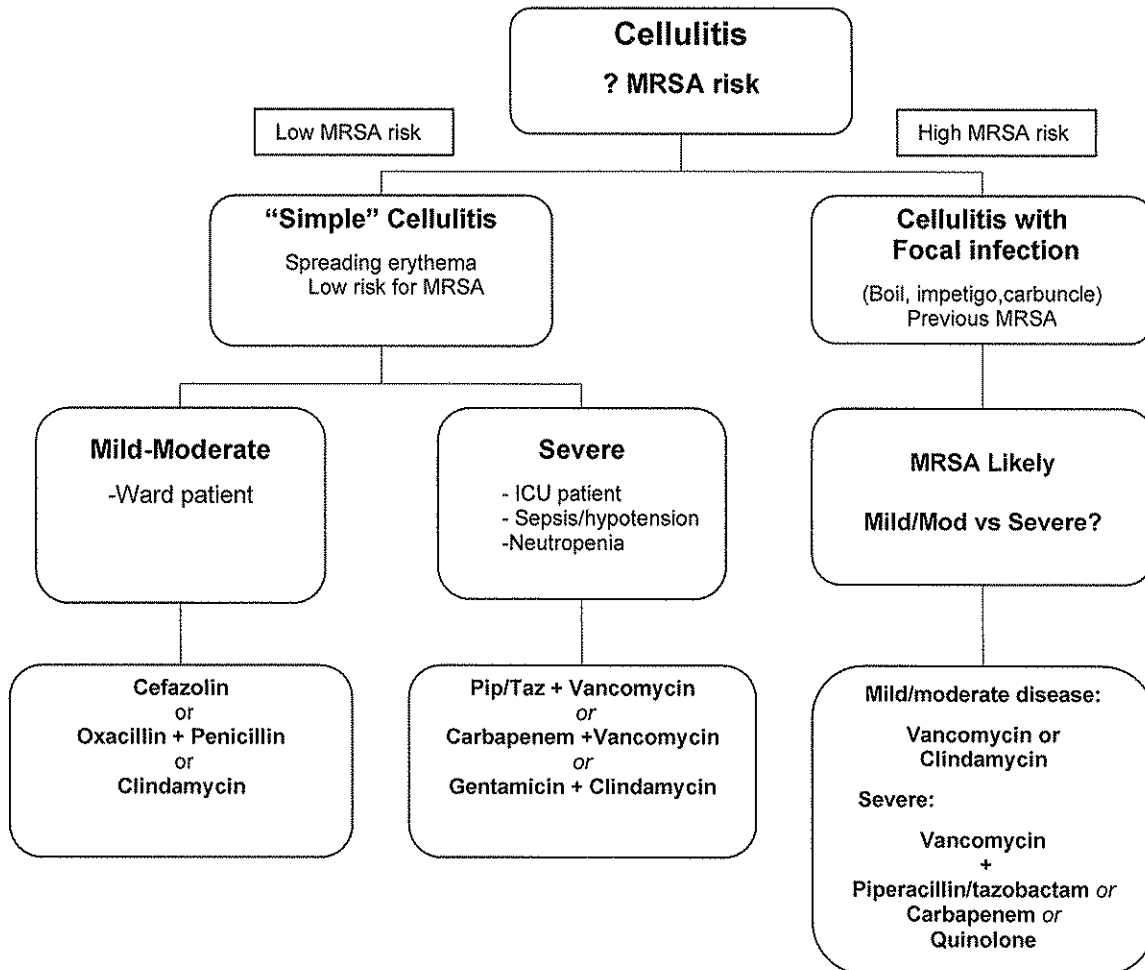 Cellulitis
? MRSA risk
Low MRSA risk
High MRSA risk
“Simple” Cellulitis
Spreading erythema
Low risk for MRSA
Cellulitis with
Focal infection
(Boil, impetigo,carbuncle)
Previous MRSA
Mild-Moderate
-Ward patient
Severe
- ICU patient
- Sepsis/hypotension
-Neutropenia
MRSA Likely
Mild/Mod vs Severe?
Cefazolin
or
Oxacillin + Penicillin
or
Clindamycin
Pip/Taz + Vancomycin
or
Carbapenem +Vancomycin
or
Gentamicin + Clindamycin
Mild/moderate disease:
Vancomycin or
Clindamycin
Severe:
Vancomycin
+
Piperacillin/tazobactam or
Carbapenem or
Quinolone